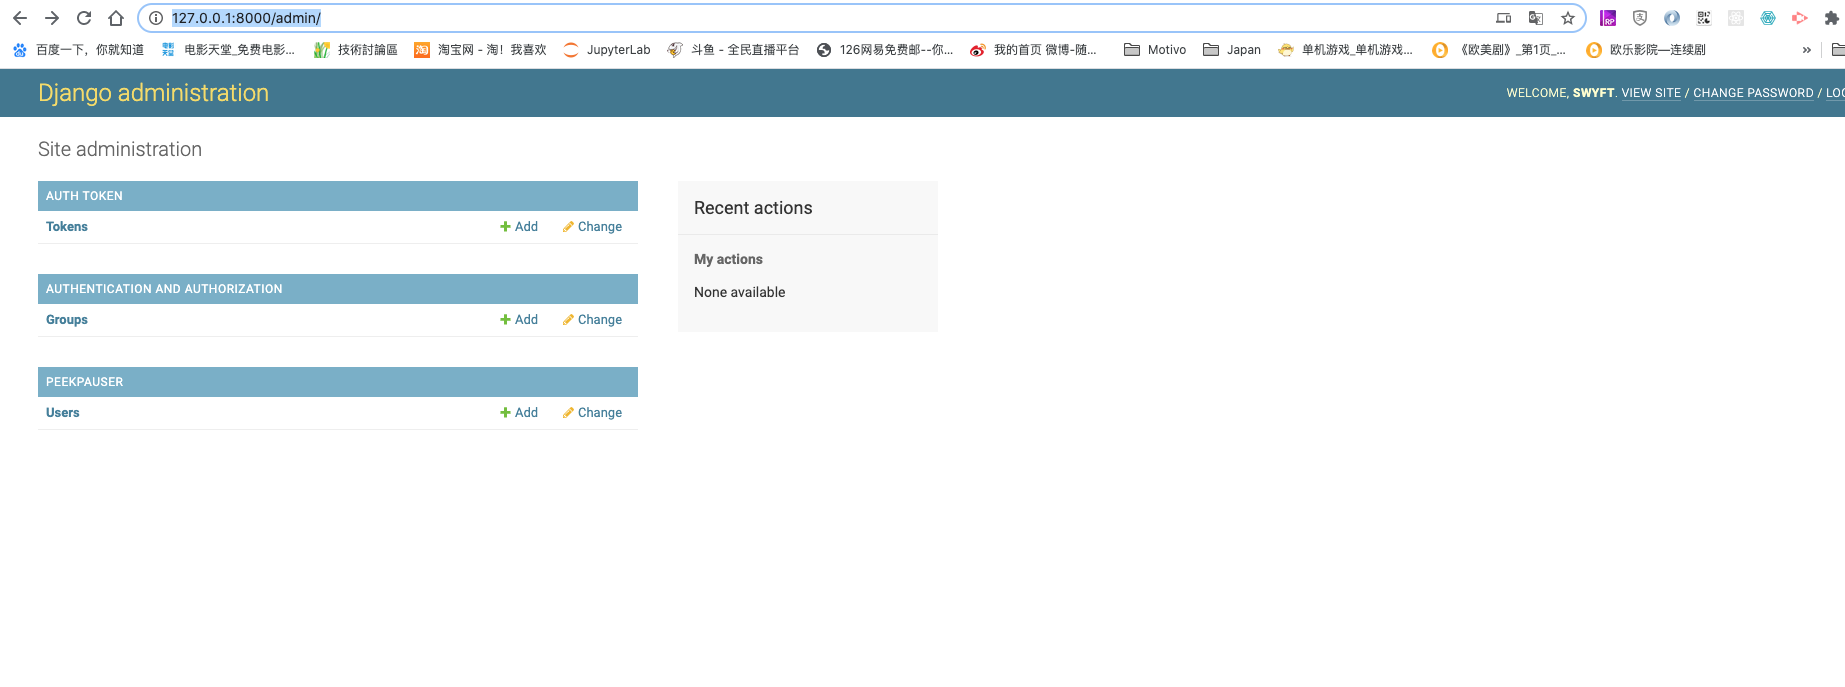 127.0.0.1:8000/admin/
百度一下，你就知道 电影天堂_免费电影... 技術討論區 淘宝网 - 淘！我喜欢 JupyterLab 斗鱼 - 全民直播平台 126网易免费邮--你... 我的首页 微博-随... Motivo Japan 单机游戏_单机游戏... 《欧美剧》_第1页_... 欧乐影院—连续剧 »
Django administration
WELCOME, SWYFT. VIEW SITE / CHANGE PASSWORD / LOG
Site administration
AUTH TOKEN
Tokens Add Change
AUTHENTICATION AND AUTHORIZATION
Groups Add Change
PEEKPAUSER
Users Add Change
Recent actions
My actions
None available